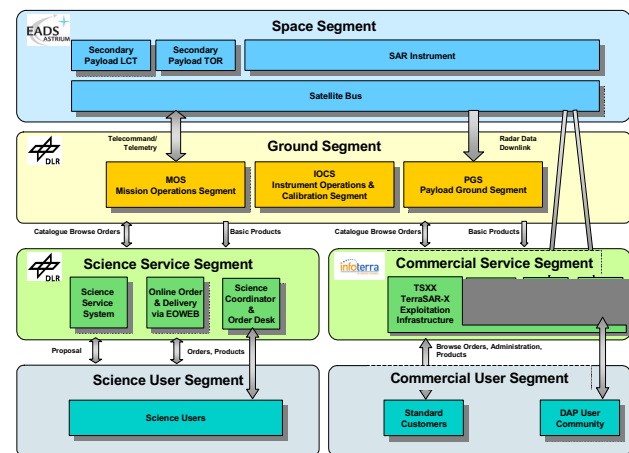 EADS
ASTRIUM
Space Segment
Secondary
Payload LCT
Secondary
Payload TOR
SAR Instrument
Satellite Bus
DLR
Telecommand/
Telemetry
Ground Segment
Radar Data
Downlink
MOS
Mission Operations Segment
IOCS
Instrument Operations &
Calibration Segment
PGS
Payload Ground Segment
Catalogue Browse Orders
Basic Products
Catalogue Browse Orders
Basic Products
DLR
Science Service Segment
Science
Service
System
Online Order
& Delivery
via EOWEB
Science
Coordinator
&
Order Desk
infoterra
Commercial Service Segment
TSXX
TerraSAR-X
Exploitation
Infrastructure
Proposal
Orders, Products
Browse Orders, Administration,
Products
Science User Segment
Science Users
Commercial User Segment
Standard
Customers
DAP User
Community